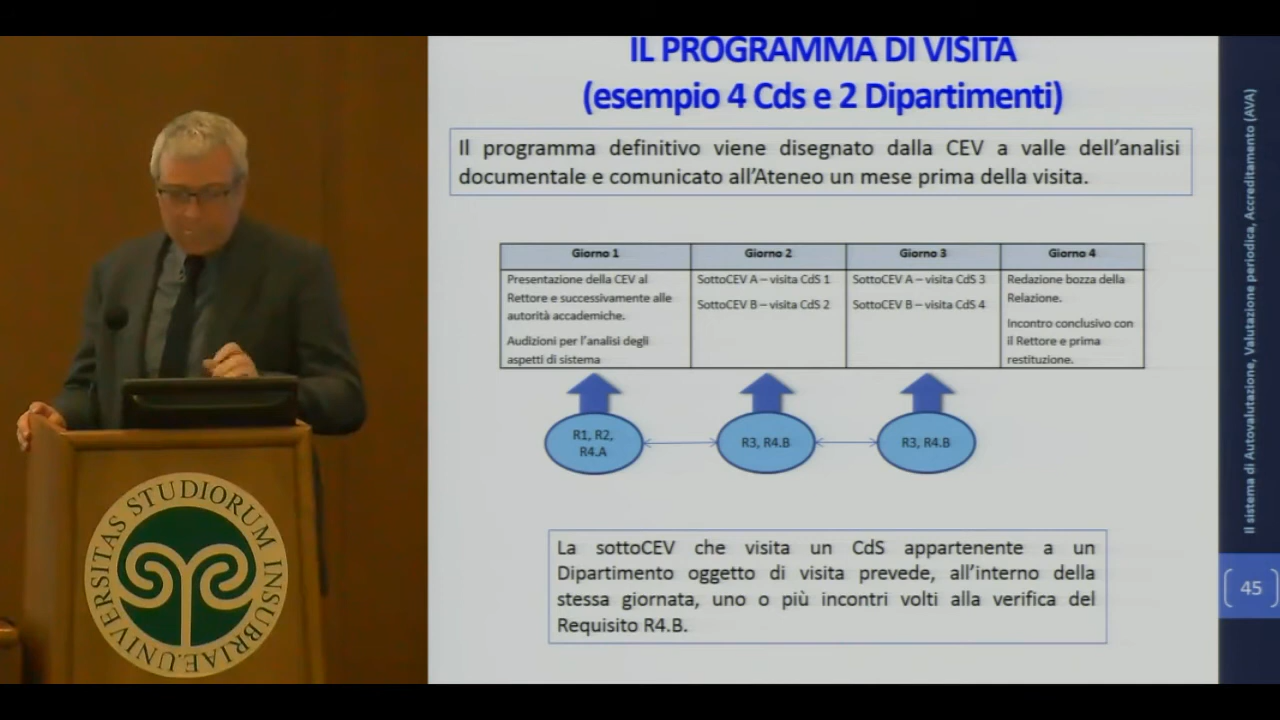 IL PROGRAMMA DI VISITA
(esempio 4 Cds e 2 Dipartimenti)
Il programma definitivo viene disegnato dalla CEV a valle dell'analisi
documentale e comunicato all'Ateneo un mese prima della visita.
Giorno 1
Presentazione della CEV al
Rettore e successivamente alle
autorità accademiche.
Audizioni per l'analisi degli
aspetti di sistema
Giorno 2
SottoCEV A – visita CdS 1
SottoCEV B – visita CdS 2
Giorno 3
SottoCEV A – visita CdS 3
SottoCEV B – visita CdS 4
Giorno 4
Redazione bozza della
Relazione.
Incontro conclusivo con
il Rettore e prima
restituzione.
R1, R2,
R4.A
R3, R4.B
R3, R4.B
La sottoCEV che visita un CdS appartenente a un
Dipartimento oggetto di visita prevede, all'interno della
stessa giornata, uno o più incontri volti alla verifica del
Requisito R4.B.
Il sistema di Autovalutazione, Valutazione periodica, Accreditamento (AVA)
45
UNIVERSITAS STUDIORUM INSUBRIAE